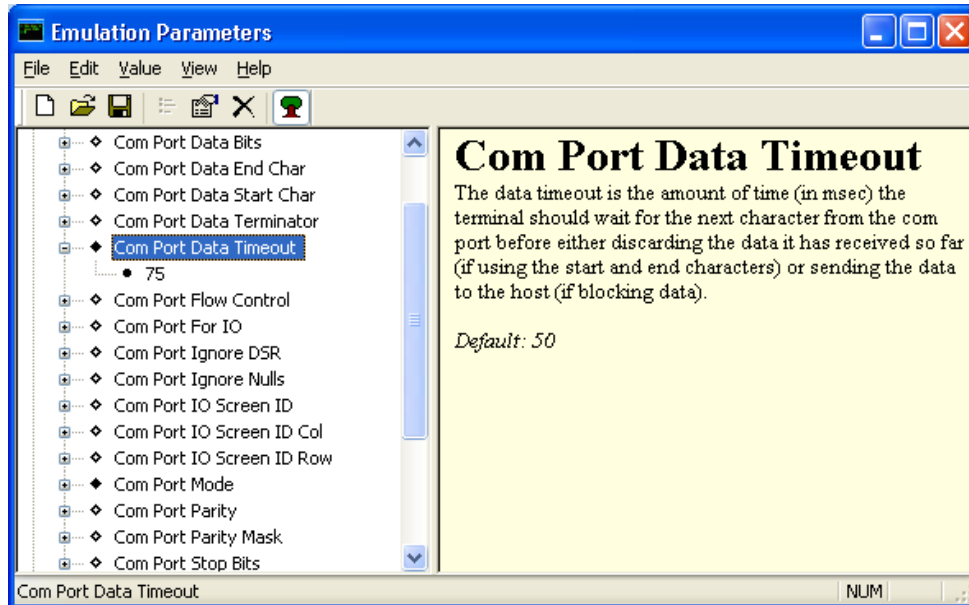 Emulation Parameters
File Edit Value View Help
Com Port Data Bits
Com Port Data End Char
Com Port Data Start Char
Com Port Data Terminator
Com Port Data Timeout
75
Com Port Flow Control
Com Port For IO
Com Port Ignore DSR
Com Port Ignore Nulls
Com Port IO Screen ID
Com Port IO Screen ID Col
Com Port IO Screen ID Row
Com Port Mode
Com Port Parity
Com Port Parity Mask
Com Port Stop Bits
Com Port Data Timeout
The data timeout is the amount of time (in msec) the
terminal should wait for the next character from the com
port before either discarding the data it has received so far
(if using the start and end characters) or sending the data
to the host (if blocking data).
Default: 50
Com Port Data Timeout NUM